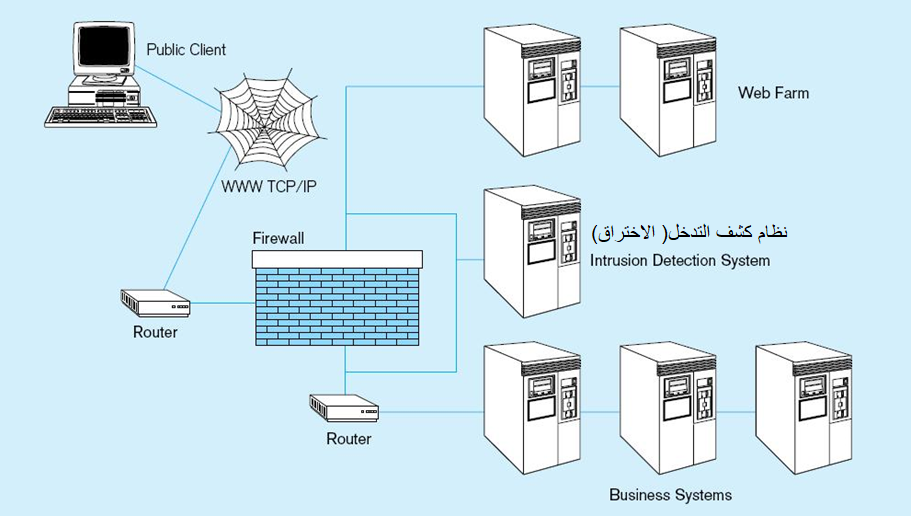 Public Client
WWW TCP/IP
Web Farm
Firewall
نظام كشف التدخل( الاختراق)
Intrusion Detection System
Router
Router
Business Systems